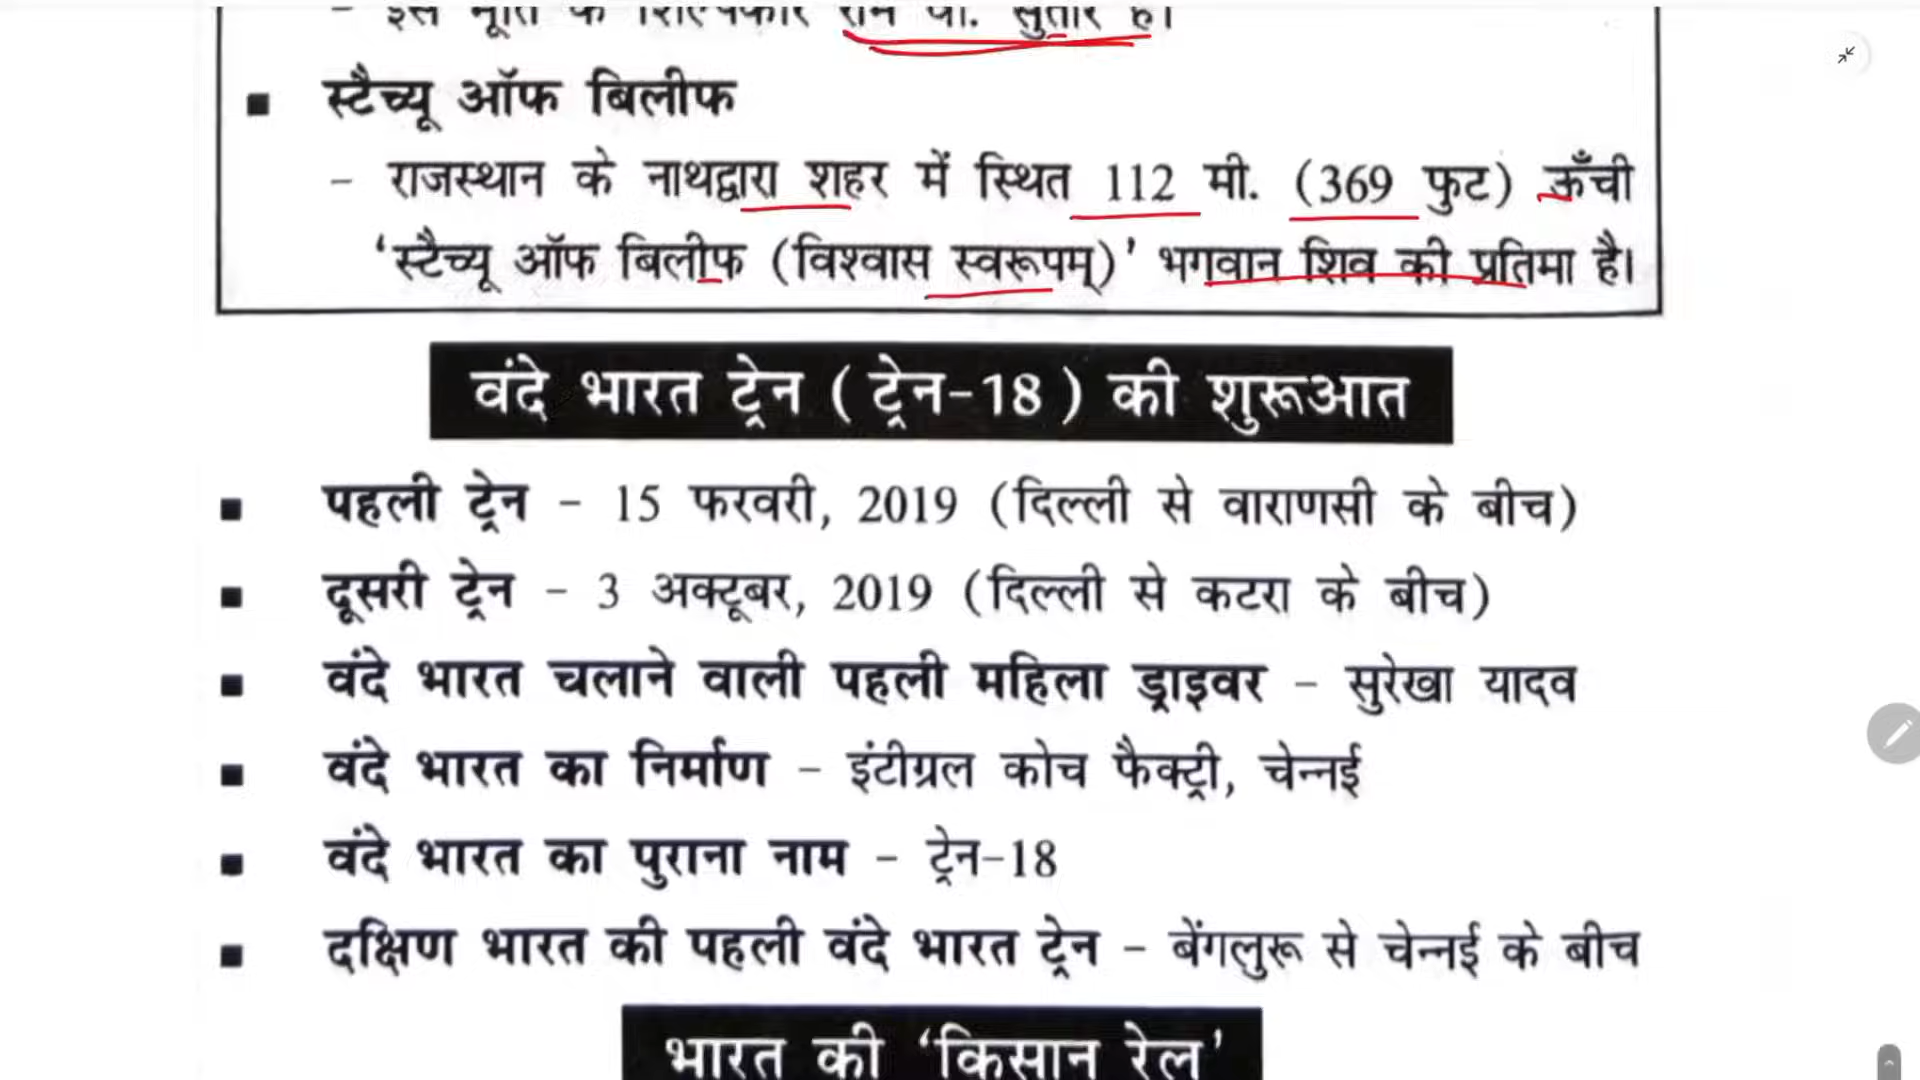 - इस मूर्ति के शिल्पकार राम वी. सुतार हैं।
■ स्टैच्यू ऑफ बिलीफ
- राजस्थान के नाथद्वारा शहर में स्थित 112 मी. (369 फुट) ऊँची
‘स्टैच्यू ऑफ बिलीफ (विश्वास स्वरूपम्)’ भगवान शिव की प्रतिमा है।
वंदे भारत ट्रेन ( ट्रेन-18 ) की शुरूआत
■ पहली ट्रेन - 15 फरवरी, 2019 (दिल्ली से वाराणसी के बीच)
■ दूसरी ट्रेन - 3 अक्टूबर, 2019 (दिल्ली से कटरा के बीच)
■ वंदे भारत चलाने वाली पहली महिला ड्राइवर - सुरेखा यादव
■ वंदे भारत का निर्माण - इंटीग्रल कोच फैक्ट्री, चेन्नई
■ वंदे भारत का पुराना नाम - ट्रेन-18
■ दक्षिण भारत की पहली वंदे भारत ट्रेन - बेंगलुरू से चेन्नई के बीच
भारत की ‘किसान रेल’